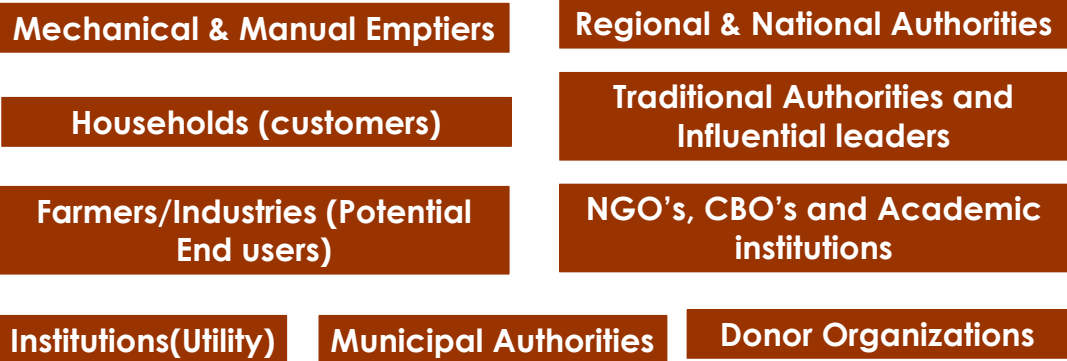 Mechanical & Manual Emptiers
Regional & National Authorities
Households (customers)
Traditional Authorities and
Influential leaders
Farmers/Industries (Potential
End users)
NGO’s, CBO’s and Academic
institutions
Institutions(Utility)
Municipal Authorities
Donor Organizations